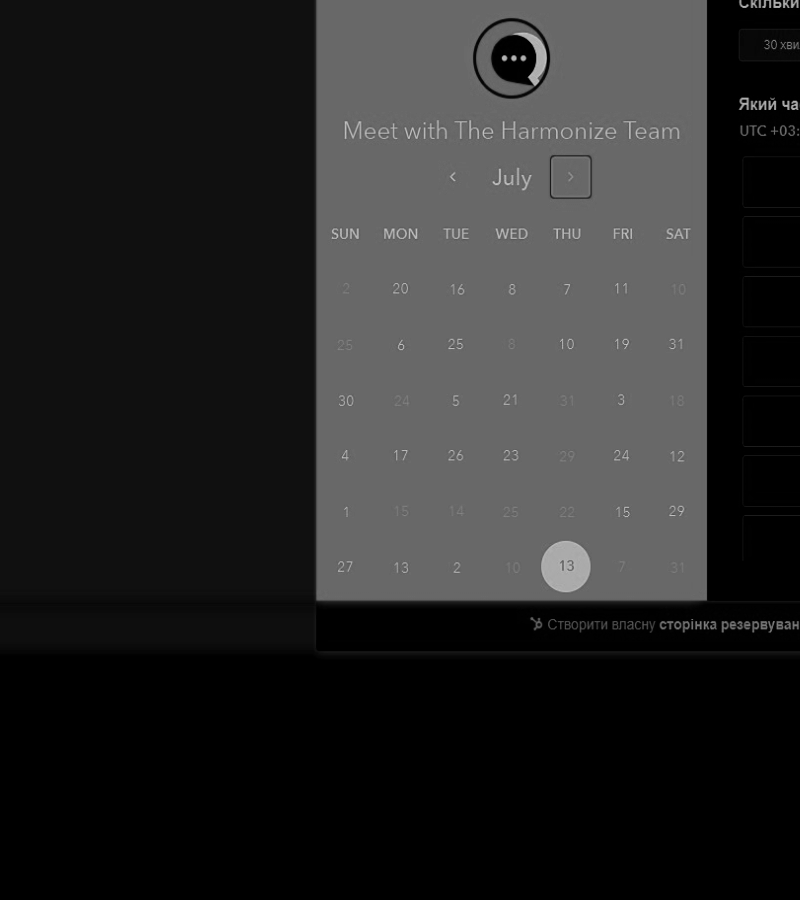 Скільки
30 хви
Meet with The Harmonize Team
Який ча
UTC +03:
July
SUN MON TUE WED THU FRI SAT
2 20 16 8 7 11 10
25 6 25 8 10 19 31
30 24 5 21 31 3 18
4 17 26 23 29 24 12
1 15 14 25 22 15 29
27 13 2 10 13 7 31
Створити власну сторінка резервуван